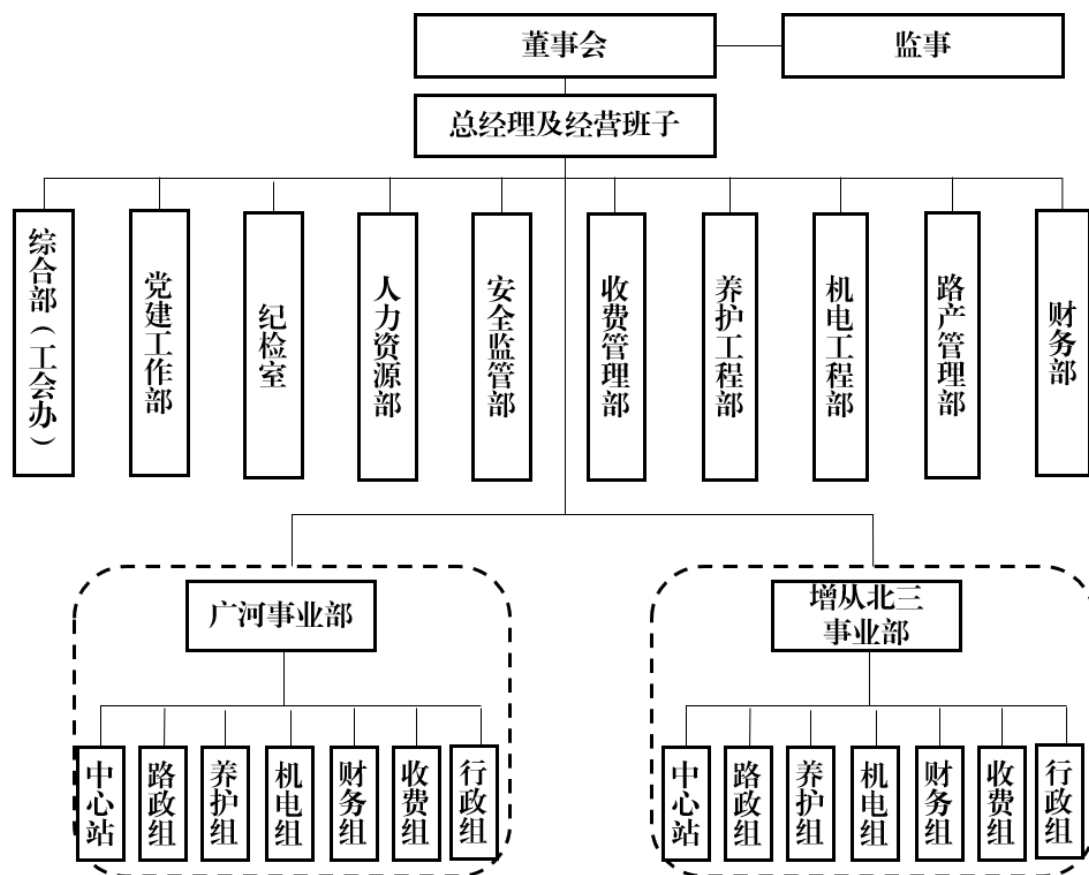 董事会
监事
总经理及经营班子
综合部（工会办）
党建工作部
纪检室
人力资源部
安全监管部
收费管理部
养护工程部
机电工程部
路产管理部
财务部
广河事业部
增从北三
事业部
中心站
路政组
养护组
机电组
财务组
收费组
行政组
中心站
路政组
养护组
机电组
财务组
收费组
行政组